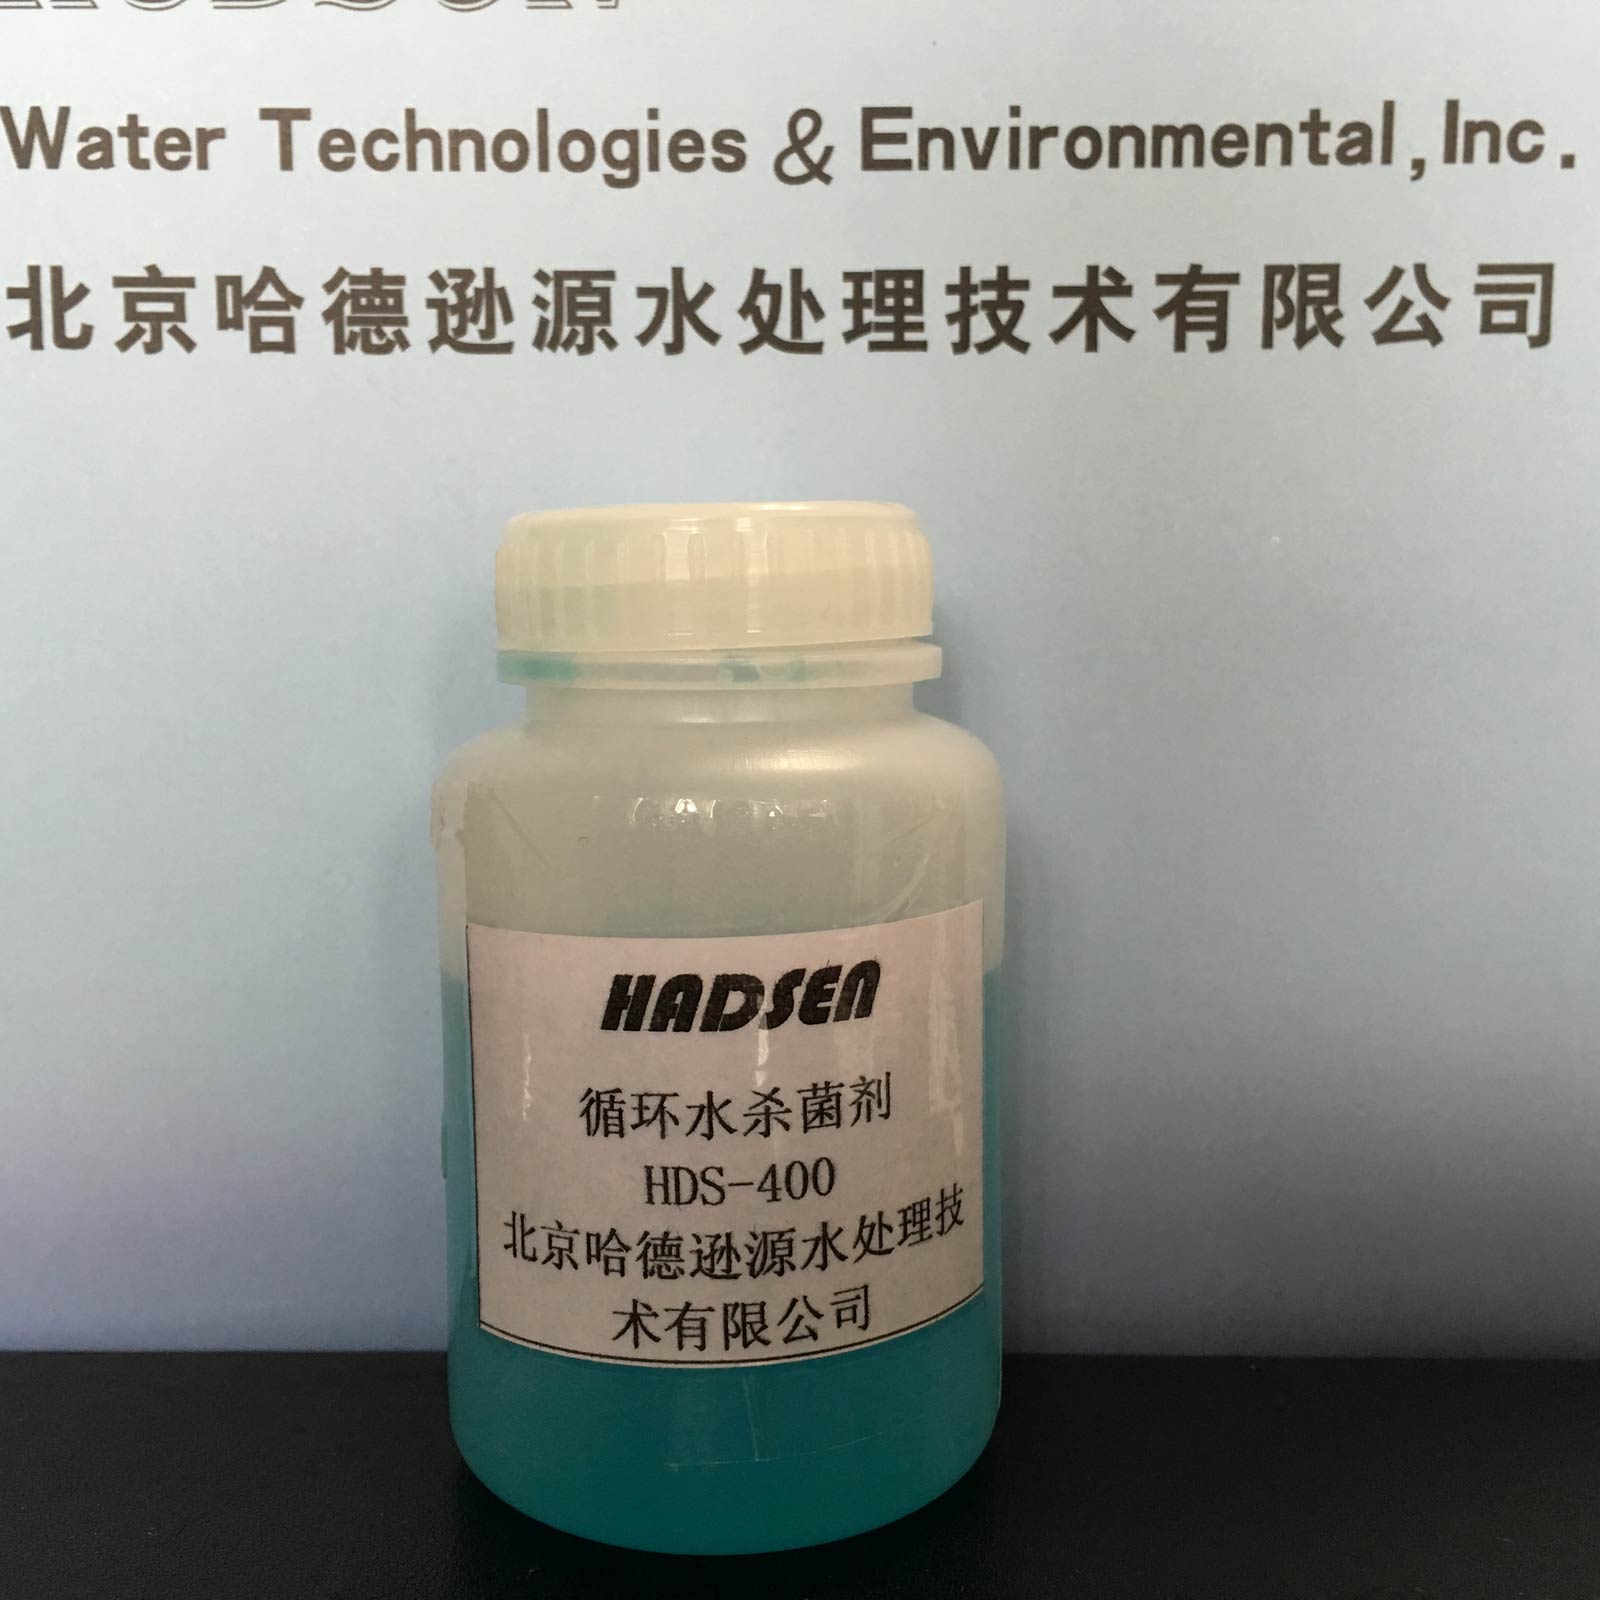 Water Technologies & Environmental, Inc.
北京哈德逊源水处理技术有限公司
HADSEN
循环水杀菌剂
HDS-400
北京哈德逊源水处理技
术有限公司